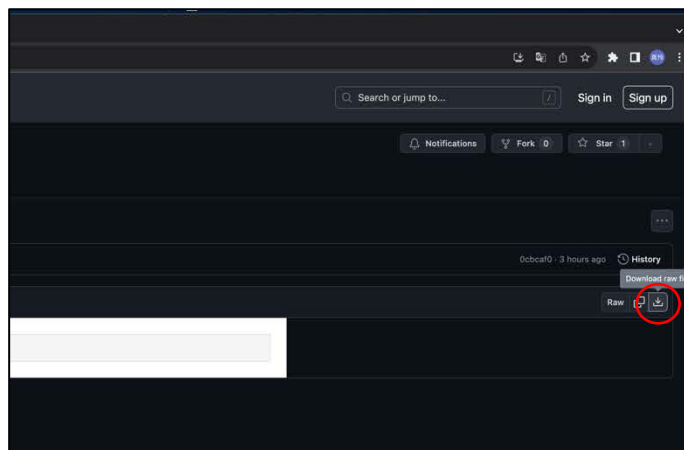 Search or jump to...
/
Sign in
Sign up
Notifications
Fork 0
Star 1
0cbcaf0 · 3 hours ago
History
Download raw fi
Raw